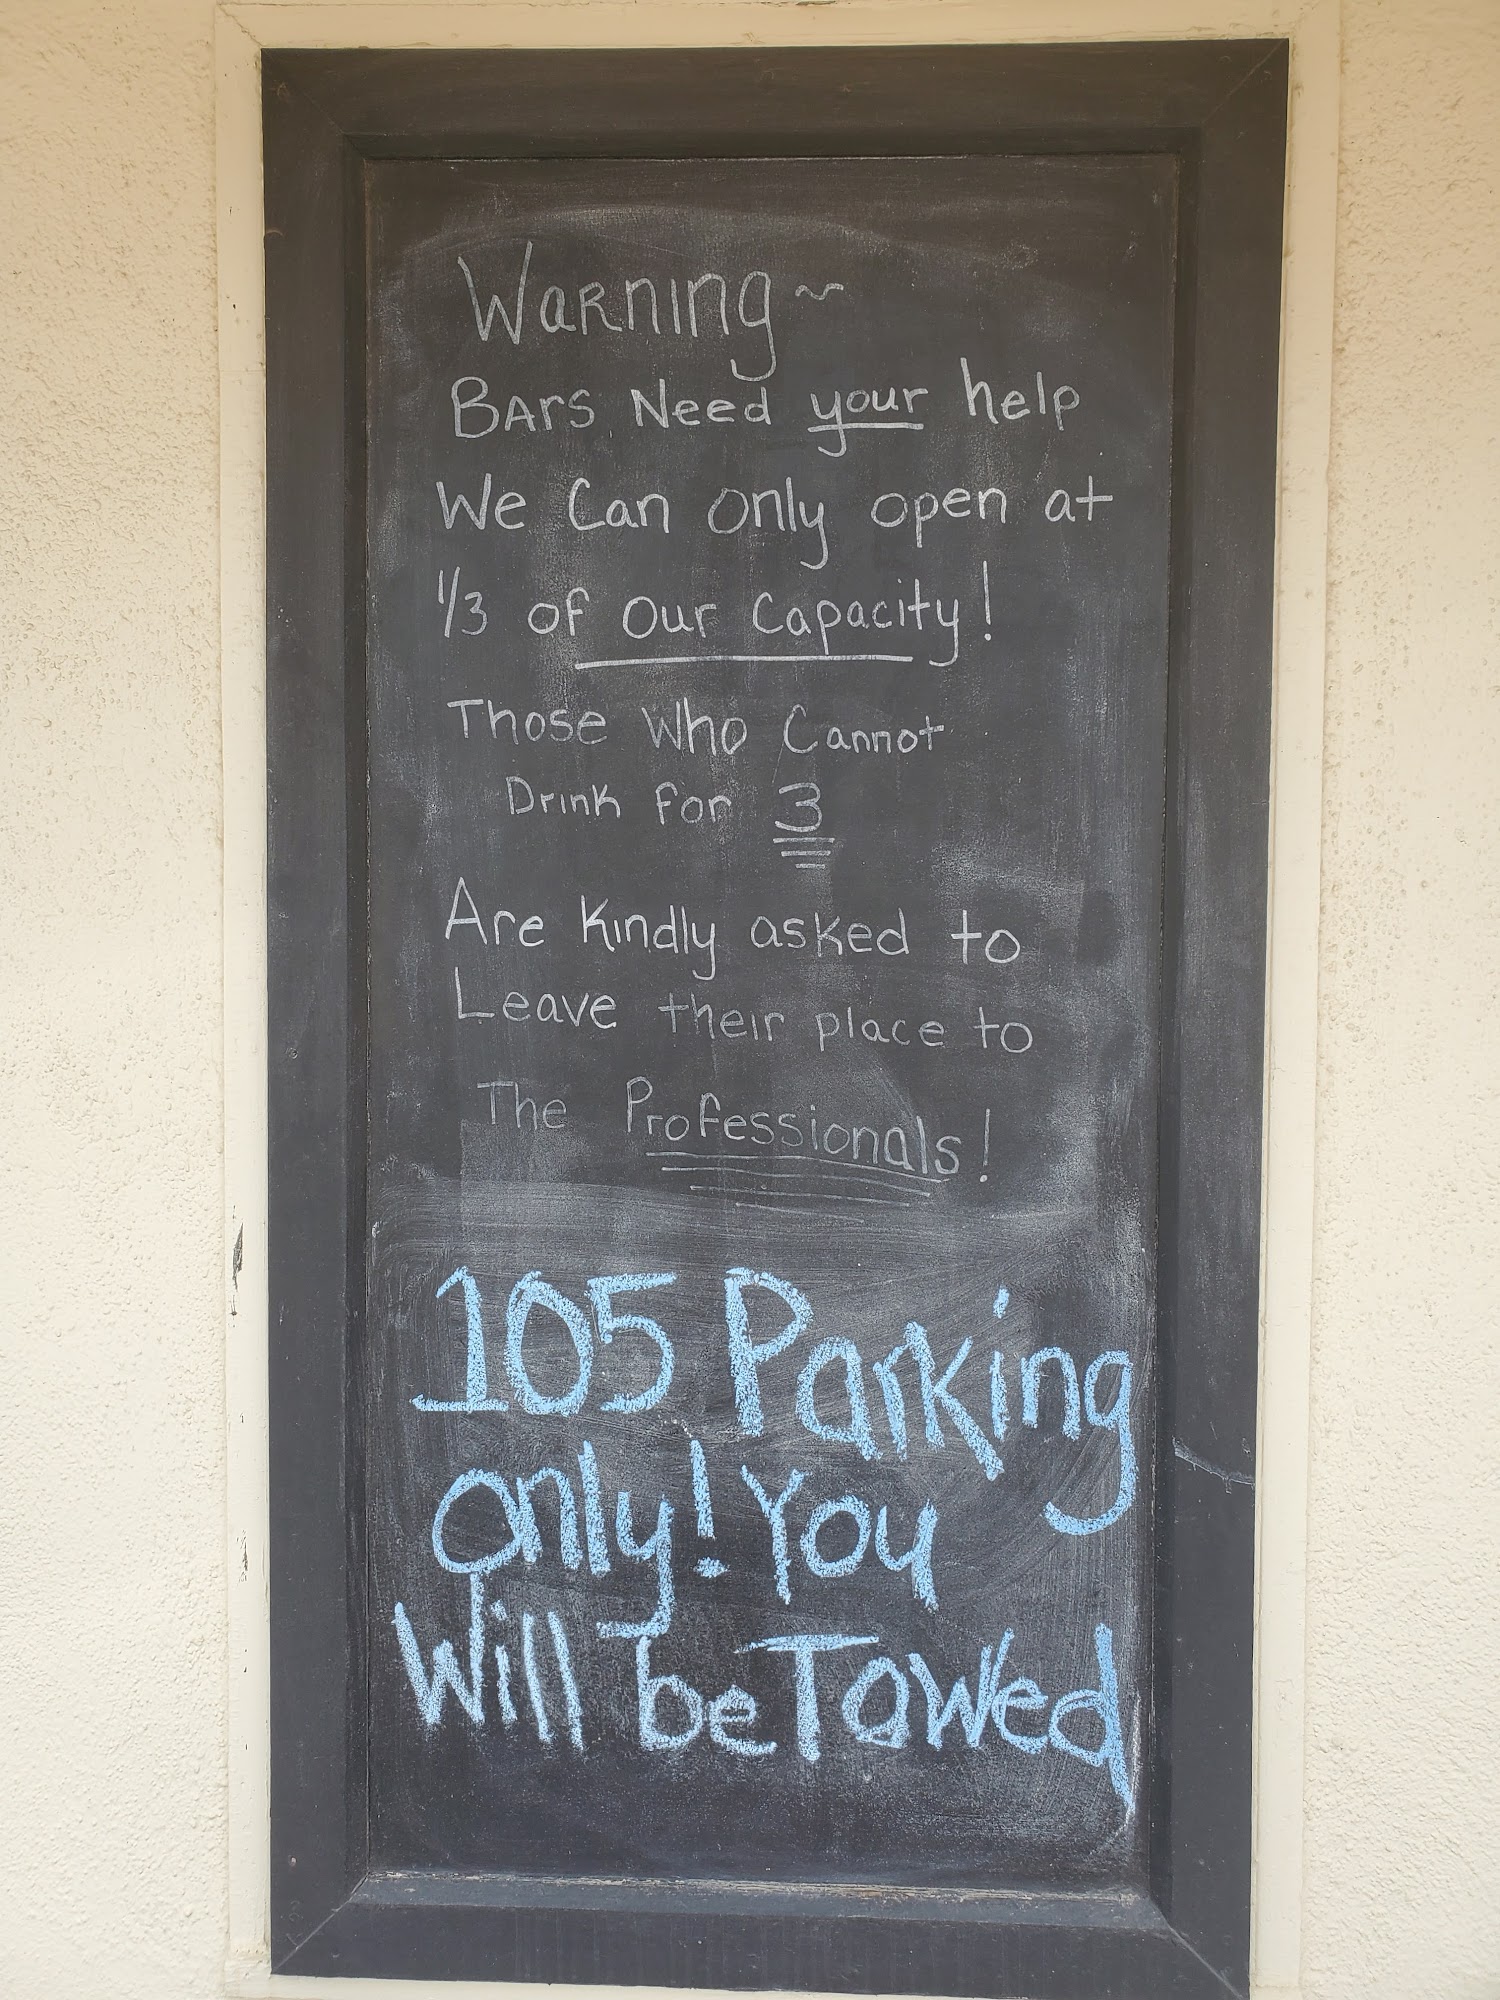 Warning~
Bars Need your help
We Can only open at
1/3 of our Capacity!
Those Who Cannot
Drink for 3
Are Kindly asked to
Leave their place to
The Professionals!
105 Parking
only! You
Will be Towed